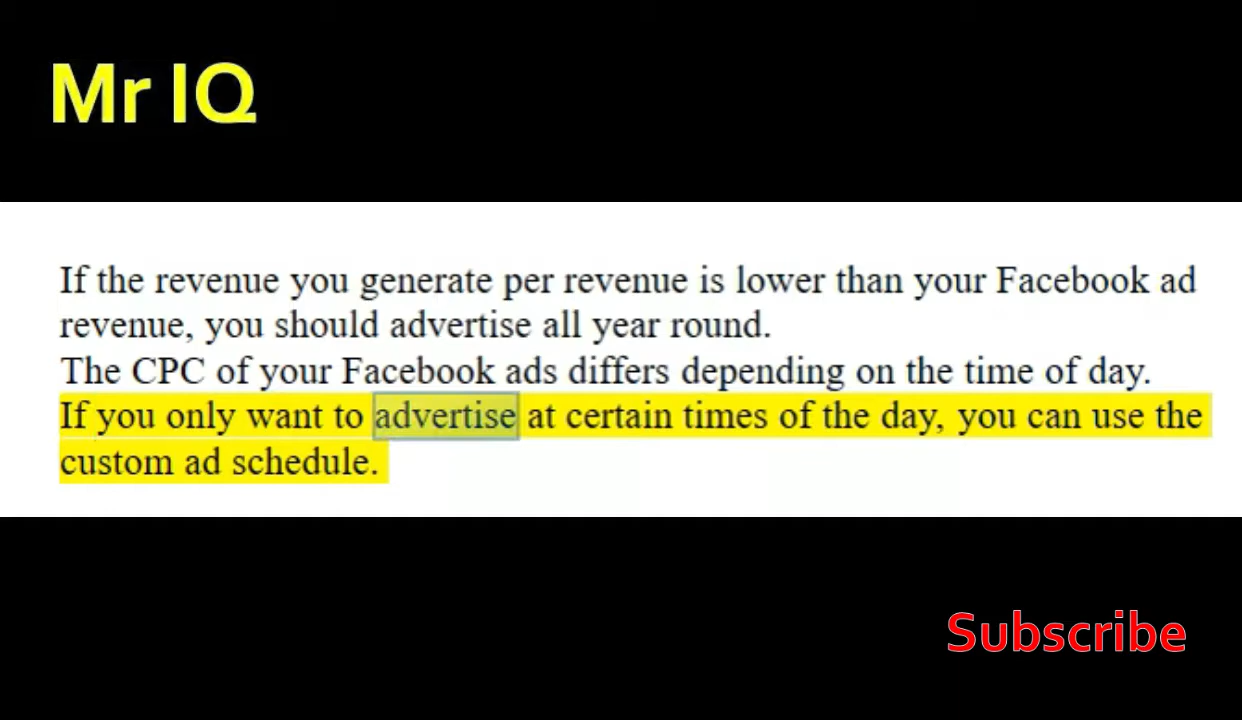 Mr IQ
If the revenue you generate per revenue is lower than your Facebook ad
revenue, you should advertise all year round.
The CPC of your Facebook ads differs depending on the time of day.
If you only want to advertise at certain times of the day, you can use the
custom ad schedule.
Subscribe